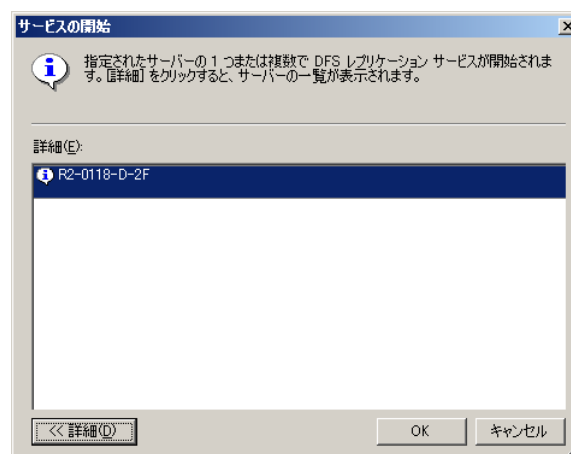 サービスの開始
指定されたサーバーの 1 つまたは複数で DFS レプリケーション サービスが開始されま
す。[詳細] をクリックすると、サーバーの一覧が表示されます。
詳細(E):
R2-0118-D-2F
<< 詳細(D)
OK
キャンセル